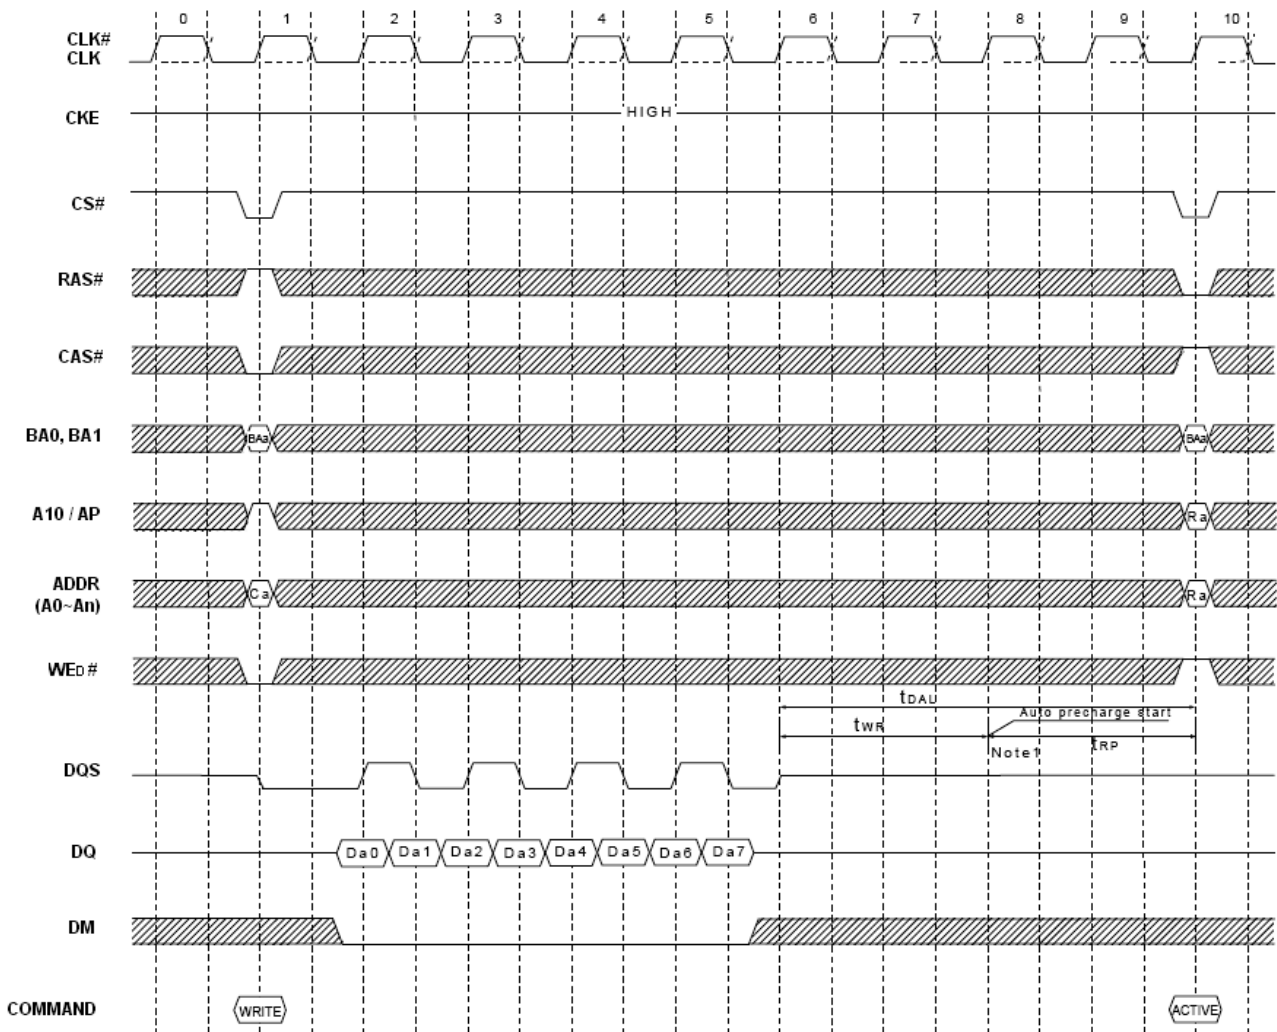 0 1 2 3 4 5 6 7 8 9 10
CLK#
CLK
CKE HIGH
CS#
RAS#
CAS#
BA0, BA1 BAa BAa
A10 / AP Ra
ADDR
(A0~An) Ca Ra
WED#
tDAU
Auto precharge start
tWR
Note1 tRP
DQS
DQ Da0 Da1 Da2 Da3 Da4 Da5 Da6 Da7
DM
COMMAND WRITE ACTIVE